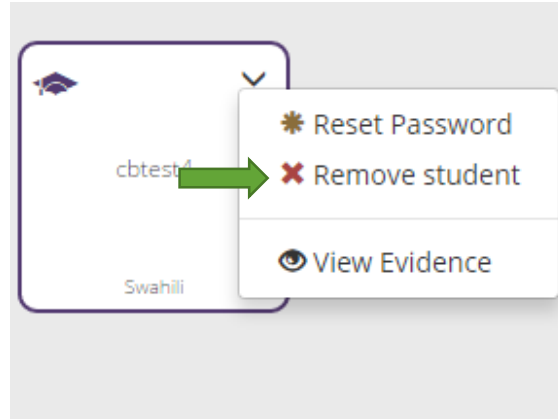 Reset Password
cbtest4
Remove student
View Evidence
Swahili